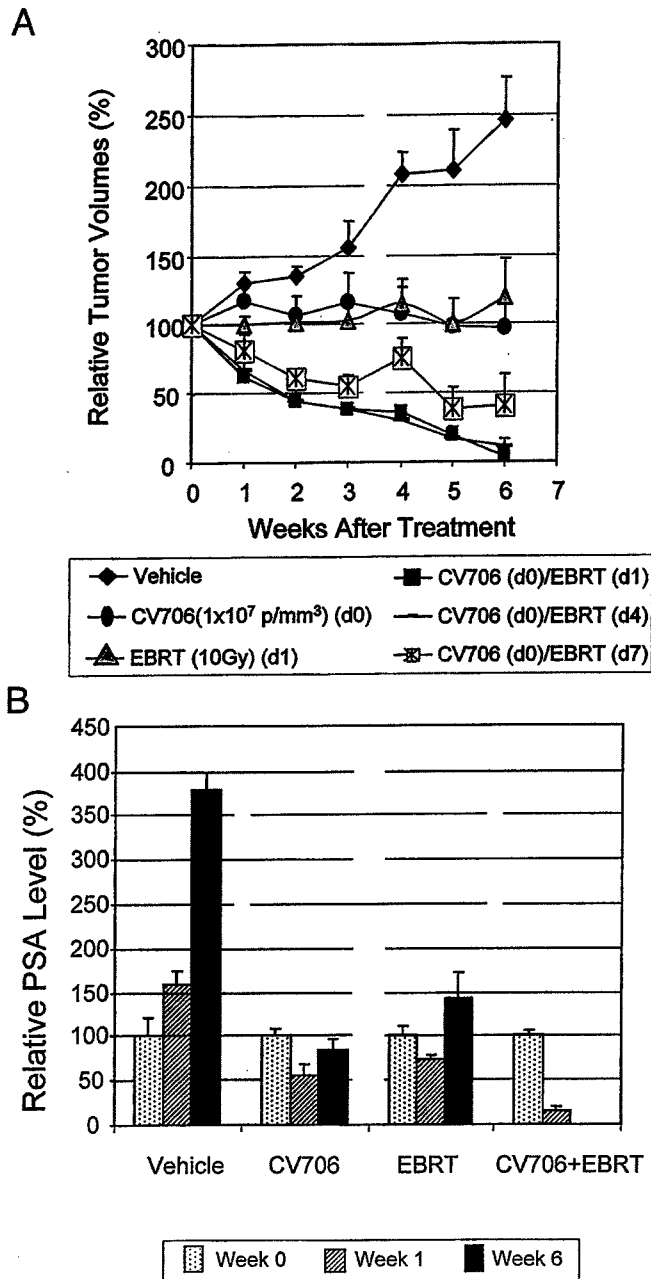 A
Relative Tumor Volumes (%)
300
250
200
150
100
50
0
0 1 2 3 4 5 6 7
Weeks After Treatment
Vehicle
CV706 (d0)/EBRT (d1)
CV706(1x10⁷ p/mm³) (d0)
CV706 (d0)/EBRT (d4)
EBRT (10Gy) (d1)
CV706 (d0)/EBRT (d7)
B
Relative PSA Level (%)
450
400
350
300
250
200
150
100
50
0
Vehicle CV706 EBRT CV706+EBRT
Week 0 Week 1 Week 6